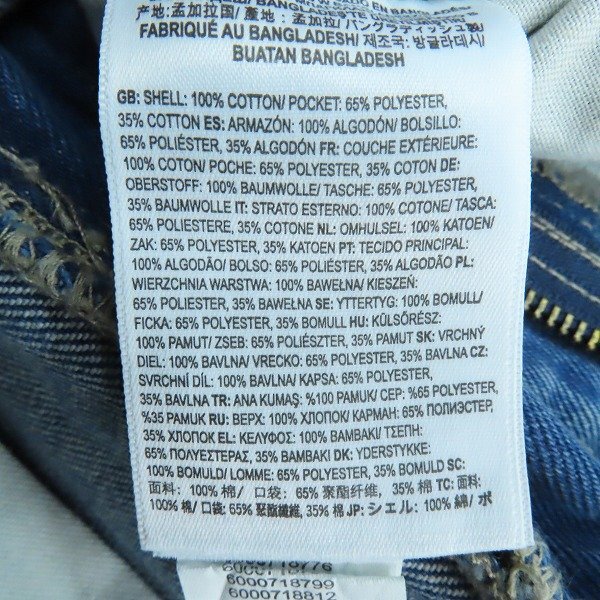 产地:孟加拉国/ 產地: 孟加拉/ バングラディッシュ製/
FABRIQUÉ AU BANGLADESH/ 제조국: 방글라데시/
BUATAN BANGLADESH
GB: SHELL: 100% COTTON/ POCKET: 65% POLYESTER,
35% COTTON ES: ARMAZÓN: 100% ALGODÓN/ BOLSILLO:
65% POLIÉSTER, 35% ALGODÓN FR: COUCHE EXTÉRIEURE:
100% COTON/ POCHE: 65% POLYESTER, 35% COTON DE:
OBERSTOFF: 100% BAUMWOLLE/ TASCHE: 65% POLYESTER,
35% BAUMWOLLE IT: STRATO ESTERNO: 100% COTONE/ TASCA:
65% POLIESTERE, 35% COTONE NL: OMHULSEL: 100% KATOEN/
ZAK: 65% POLYESTER, 35% KATOEN PT: TECIDO PRINCIPAL:
100% ALGODÃO/ BOLSO: 65% POLIÉSTER, 35% ALGODÃO PL:
WIERZCHNIA WARSTWA: 100% BAWEŁNA/ KIESZEŃ:
65% POLIESTER, 35% BAWEŁNA SE: YTTERTYG: 100% BOMULL/
FICKA: 65% POLYESTER, 35% BOMULL HU: KÜLSŐRÉSZ:
100% PAMUT/ ZSEB: 65% POLIÉSZTER, 35% PAMUT SK: VRCHNÝ
DIEL: 100% BAVLNA/ VRECKO: 65% POLYESTER, 35% BAVLNA CZ:
SVRCHNÍ DÍL: 100% BAVLNA/ KAPSA: 65% POLYESTER,
35% BAVLNA TR: ANA KUMAŞ: %100 PAMUK/ CEP: %65 POLYESTER,
%35 PAMUK RU: ВЕРХ: 100% ХЛОПОК/ КАРМАН: 65% ПОЛИЭСТЕР,
35% ХЛОПОК EL: ΚΕΛΥΦΟΣ: 100% ΒΑΜΒΑΚΙ/ ΤΣΕΠΗ:
65% ΠΟΛΥΕΣΤΕΡΑΣ, 35% ΒΑΜΒΑΚΙ DK: YDERSTYKKE:
100% BOMULD/ LOMME: 65% POLYESTER, 35% BOMULD SC:
面料: 100% 棉/ 口袋: 65% 聚酯纤维, 35% 棉 TC: 面料:
100% 棉/ 口袋: 65% 聚酯纖維, 35% 棉 JP: シェル: 100% 綿/ ポ
6000718799
6000718812